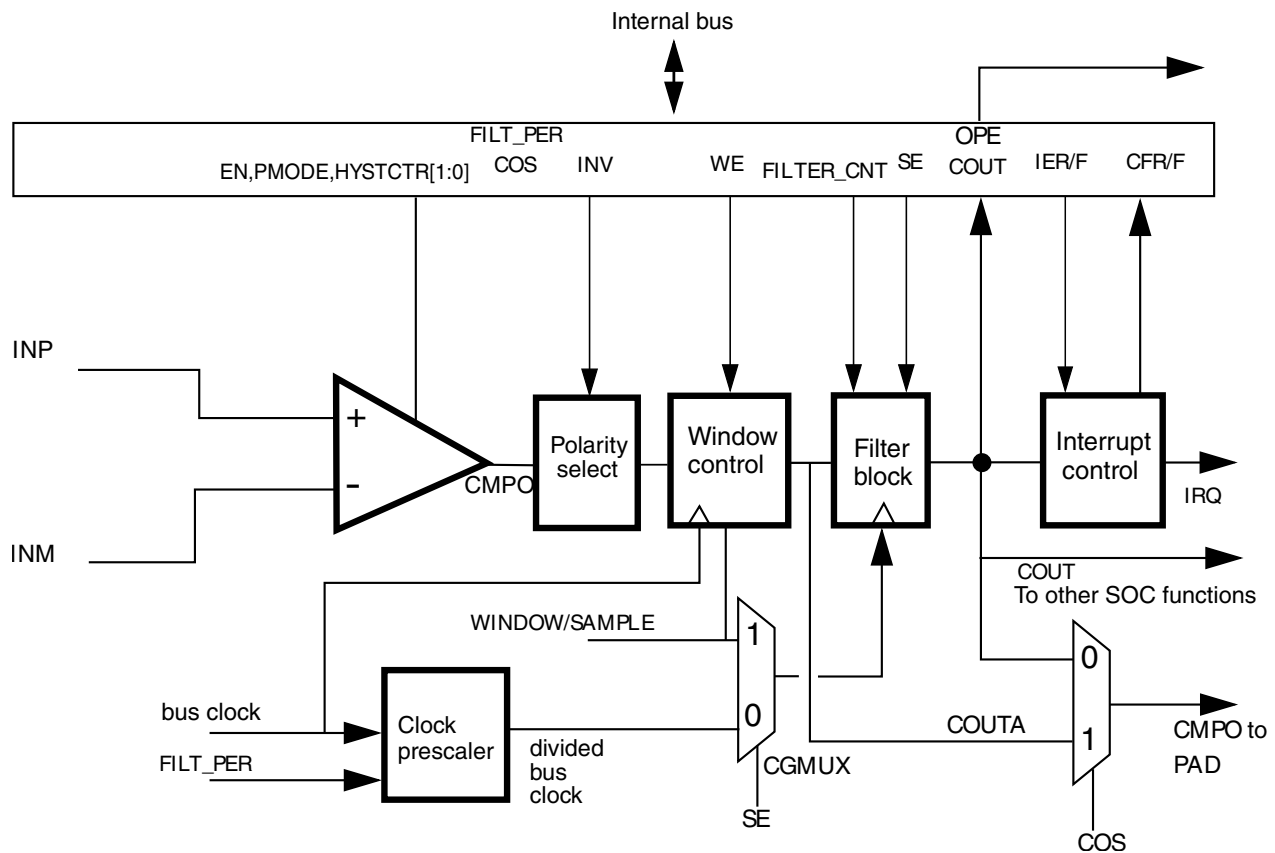 Internal bus
FILT_PER
OPE
EN,PMODE,HYSTCTR[1:0]
COS
INV
WE
FILTER_CNT
SE
COUT
IER/F
CFR/F
INP
+
-
INM
CMPO
Polarity
select
Window
control
Filter
block
Interrupt
control
IRQ
COUT
To other SOC functions
WINDOW/SAMPLE
1
0
CGMUX
SE
bus clock
FILT_PER
Clock
prescaler
divided
bus
clock
COUTA
0
1
CMPO to
PAD
COS